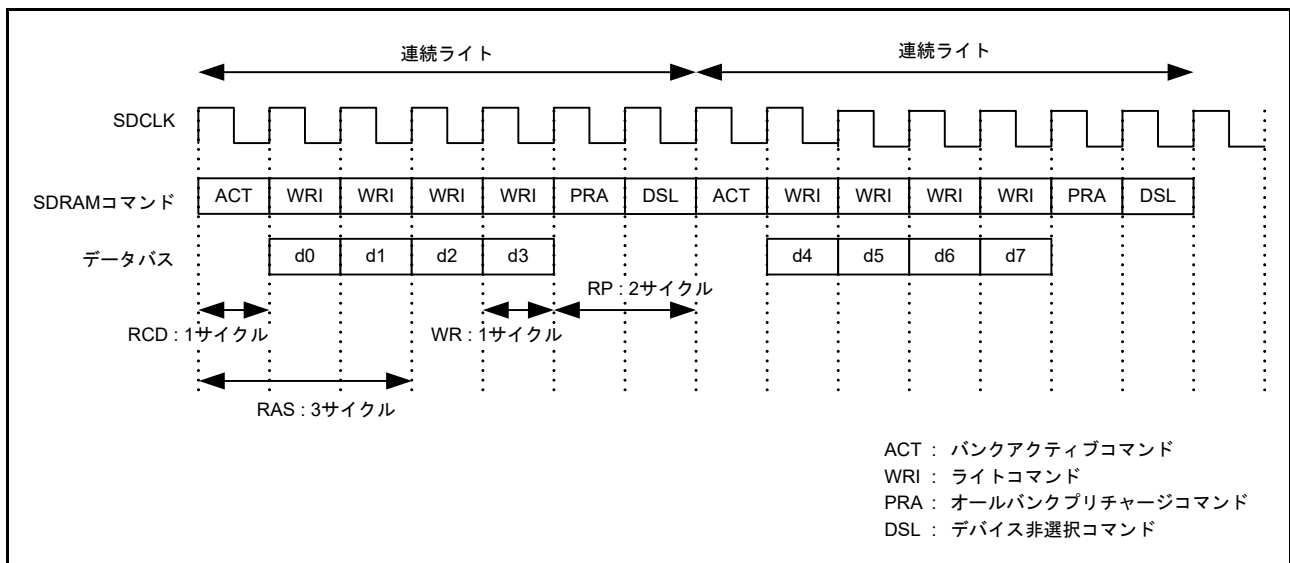 連続ライト 連続ライト
SDCLK
SDRAMコマンド ACT WRI WRI WRI WRI PRA DSL ACT WRI WRI WRI WRI PRA DSL
データバス d0 d1 d2 d3 d4 d5 d6 d7
RP : 2サイクル
RCD : 1サイクル WR : 1サイクル
RAS : 3サイクル
ACT : バンクアクティブコマンド
WRI : ライトコマンド
PRA : オールバンクプリチャージコマンド
DSL : デバイス非選択コマンド